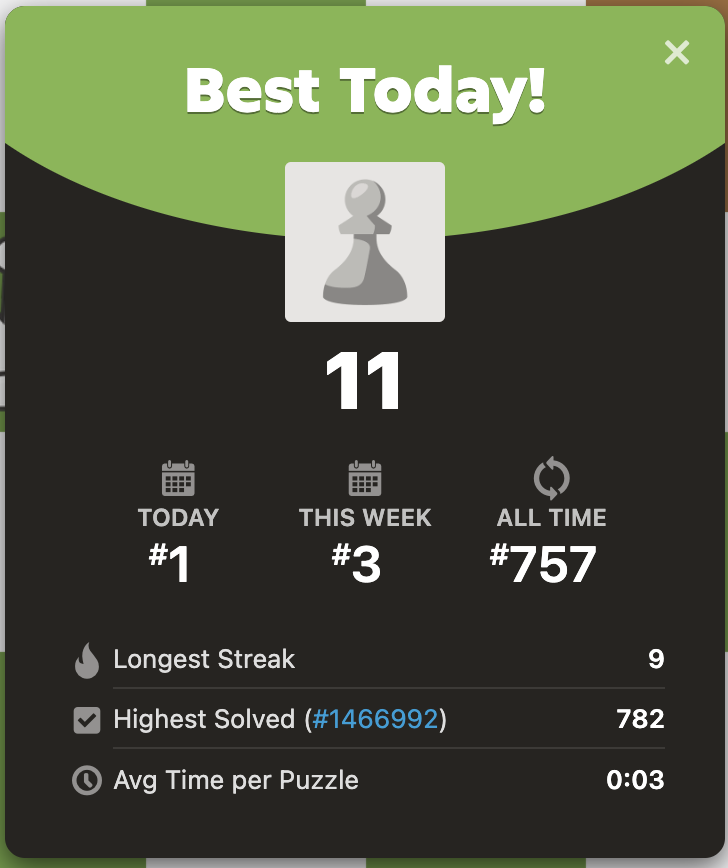 Best Today!
11
TODAY THIS WEEK ALL TIME
#1 #3 #757
Longest Streak 9
Highest Solved (#1466992) 782
Avg Time per Puzzle 0:03